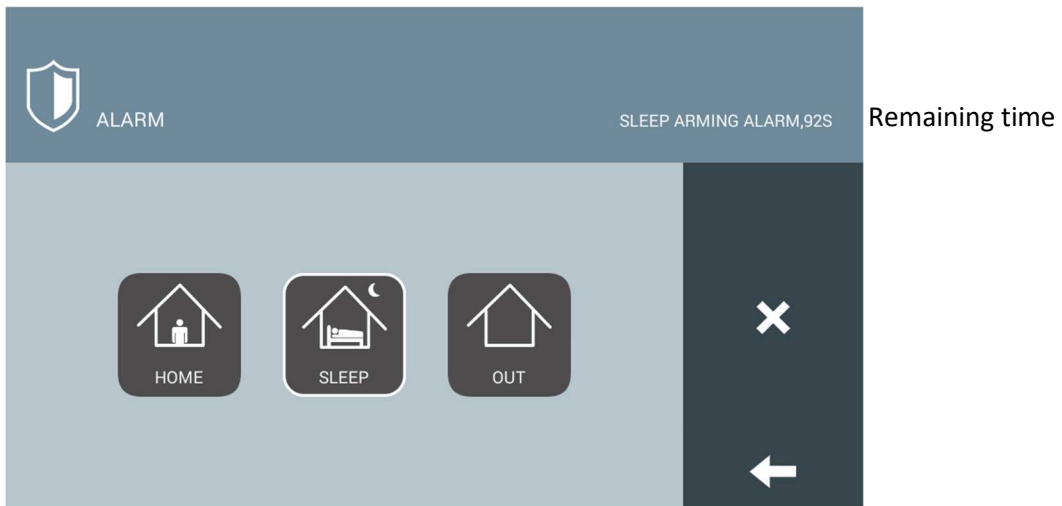 ALARM
SLEEP ARMING ALARM,92S
Remaining time
HOME
SLEEP
OUT